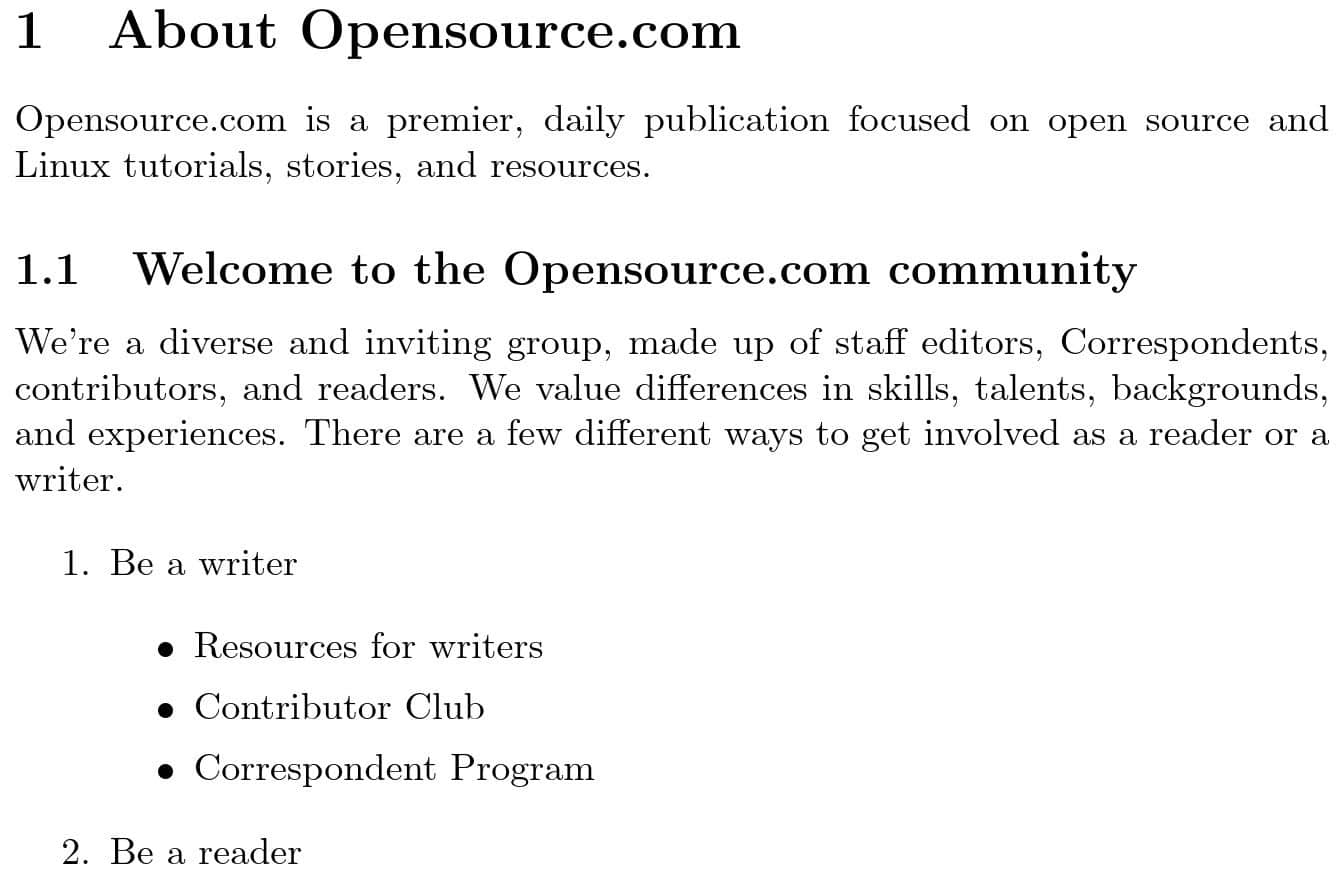 1 About Opensource.com
Opensource.com is a premier, daily publication focused on open source and
Linux tutorials, stories, and resources.
1.1 Welcome to the Opensource.com community
We’re a diverse and inviting group, made up of staff editors, Correspondents,
contributors, and readers. We value differences in skills, talents, backgrounds,
and experiences. There are a few different ways to get involved as a reader or a
writer.
1. Be a writer
• Resources for writers
• Contributor Club
• Correspondent Program
2. Be a reader